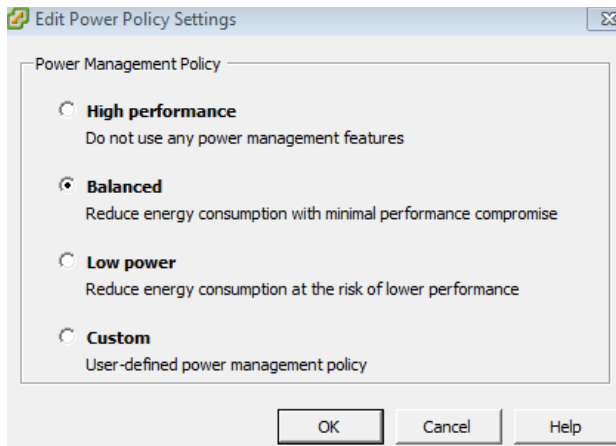 Edit Power Policy Settings
Power Management Policy
High performance
Do not use any power management features
Balanced
Reduce energy consumption with minimal performance compromise
Low power
Reduce energy consumption at the risk of lower performance
Custom
User-defined power management policy
OK Cancel Help